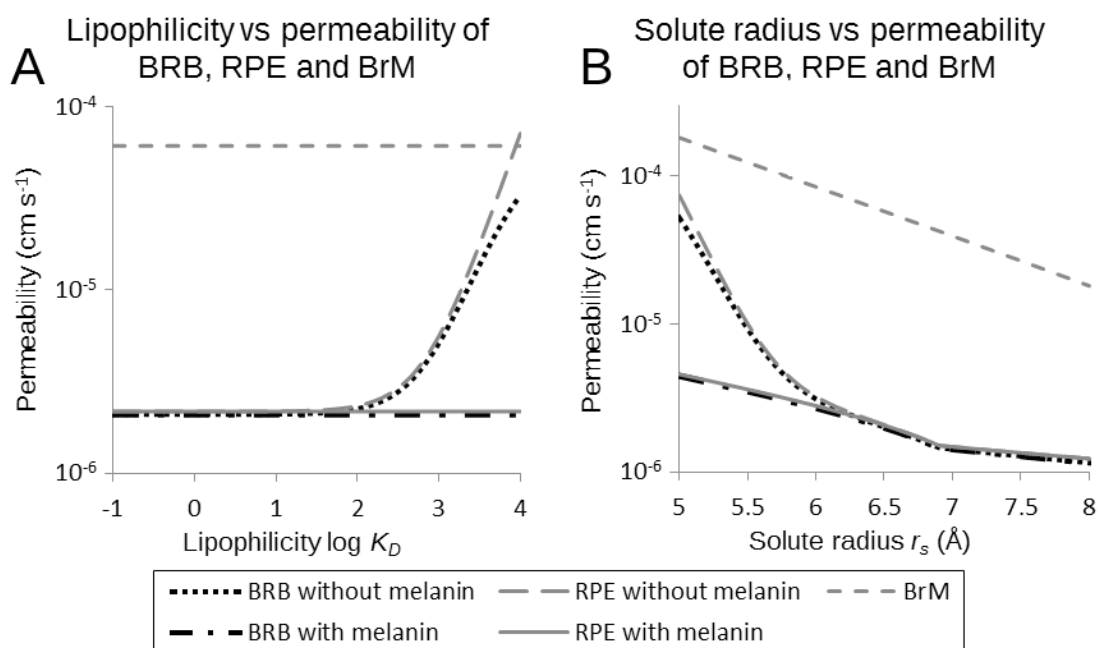 A
Lipophilicity vs permeability of
BRB, RPE and BrM
Permeability (cm s⁻¹)
10⁻⁴
10⁻⁵
10⁻⁶
-1 0 1 2 3 4
Lipophilicity log K_D
B
Solute radius vs permeability
of BRB, RPE and BrM
Permeability (cm s⁻¹)
10⁻⁴
10⁻⁵
10⁻⁶
5 5.5 6 6.5 7 7.5 8
Solute radius r_s (Å)
BRB without melanin RPE without melanin BrM
BRB with melanin RPE with melanin